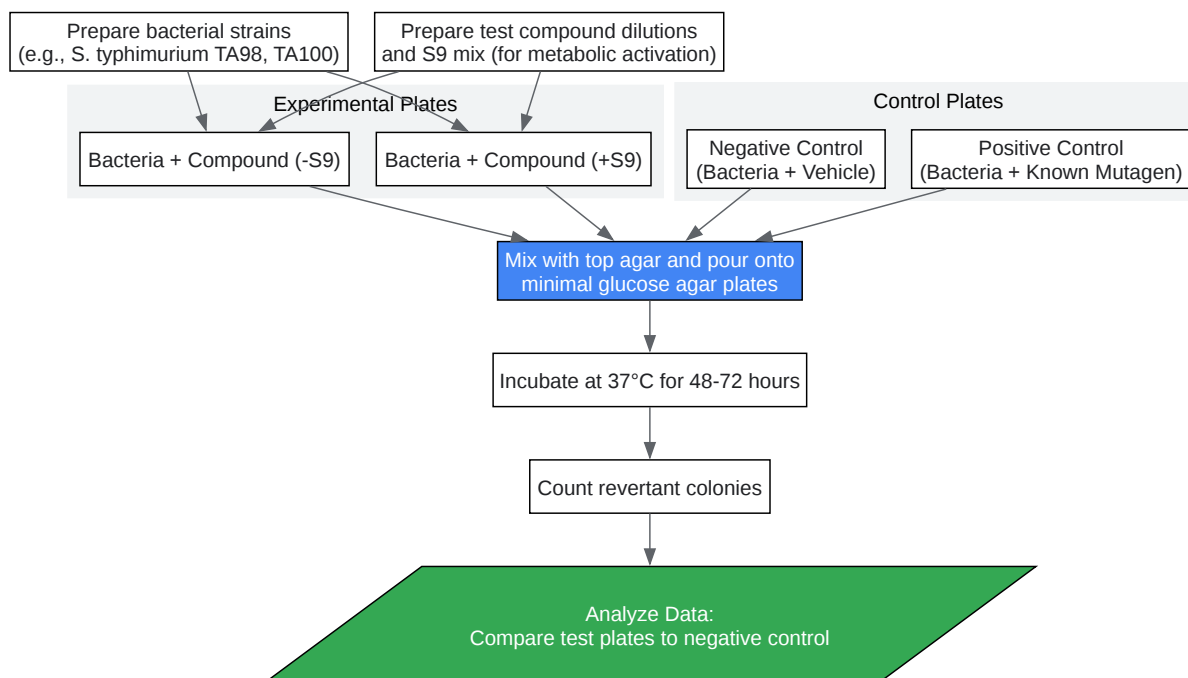 Prepare bacterial strains
(e.g., S. typhimurium TA98, TA100)
Prepare test compound dilutions
and S9 mix (for metabolic activation)
Experimental Plates
Control Plates
Bacteria + Compound (-S9)
Bacteria + Compound (+S9)
Negative Control
(Bacteria + Vehicle)
Positive Control
(Bacteria + Known Mutagen)
Mix with top agar and pour onto
minimal glucose agar plates
Incubate at 37°C for 48-72 hours
Count revertant colonies
Analyze Data:
Compare test plates to negative control